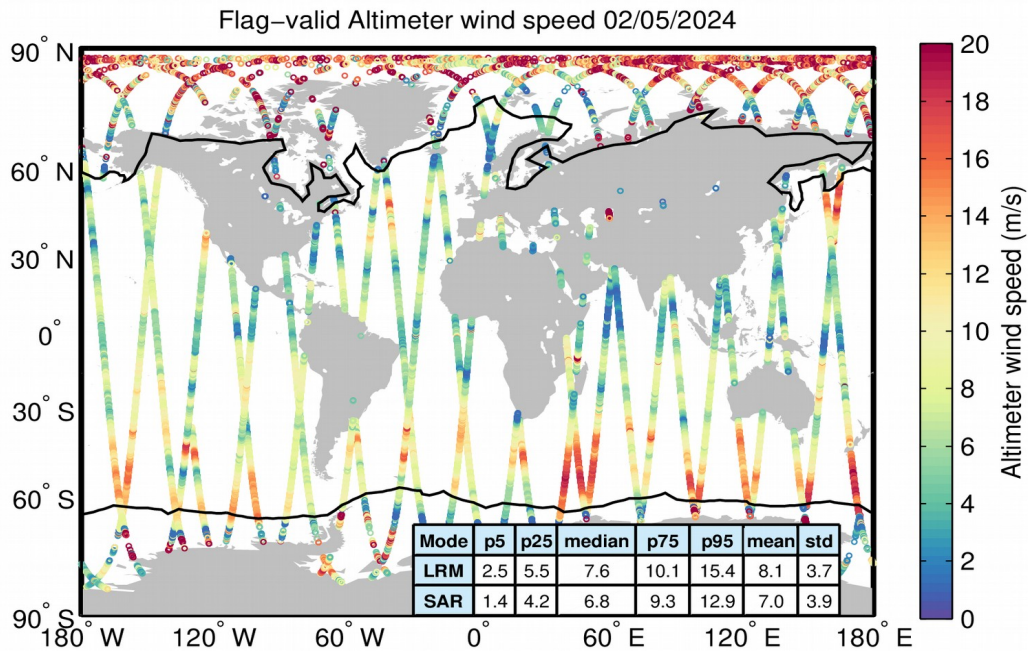 Flag−valid Altimeter wind speed 02/05/2024
90° N
60° N
30° N
0°
30° S
60° S
90° S
180° W
120° W
60° W
0°
60° E
120° E
180° E
Mode p5 p25 median p75 p95 mean std
LRM 2.5 5.5 7.6 10.1 15.4 8.1 3.7
SAR 1.4 4.2 6.8 9.3 12.9 7.0 3.9
20
18
16
14
12
10
8
6
4
2
0
Altimeter wind speed (m/s)